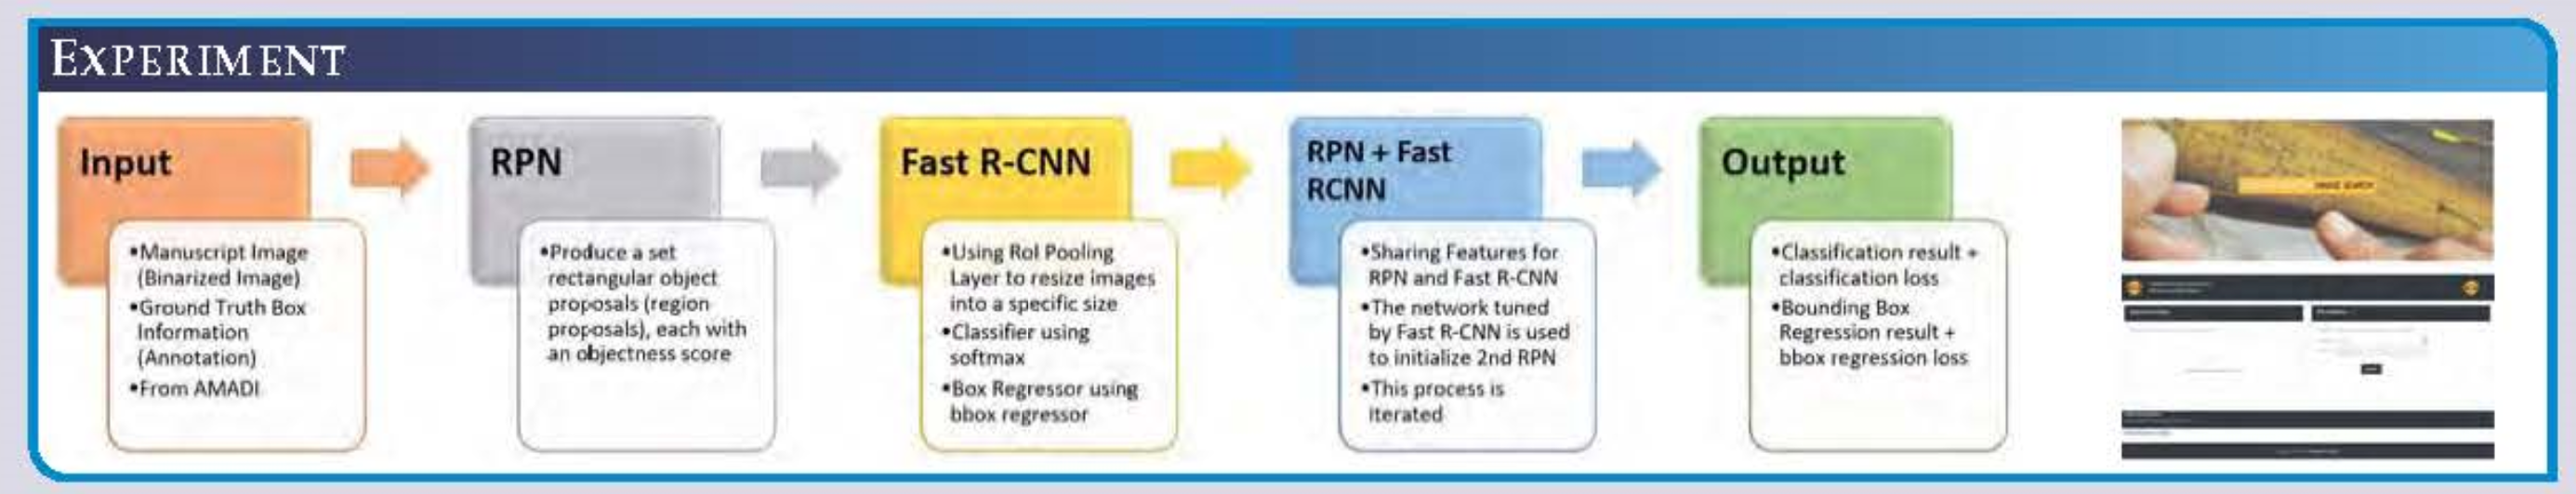 EXPERIMENT
Input
•Manuscript Image
(Binarized Image)
•Ground Truth Box
Information
(Annotation)
•From AMADI
RPN
•Produce a set
rectangular object
proposals (region
proposals), each with
an objectness score
Fast R-CNN
•Using RoI Pooling
Layer to resize images
into a specific size
•Classifier using
softmax
•Box Regressor using
bbox regressor
RPN + Fast
RCNN
•Sharing Features for
RPN and Fast R-CNN
•The network tuned
by Fast R-CNN is used
to initialize 2nd RPN
•This process is
iterated
Output
•Classification result +
classification loss
•Bounding Box
Regression result +
bbox regression loss